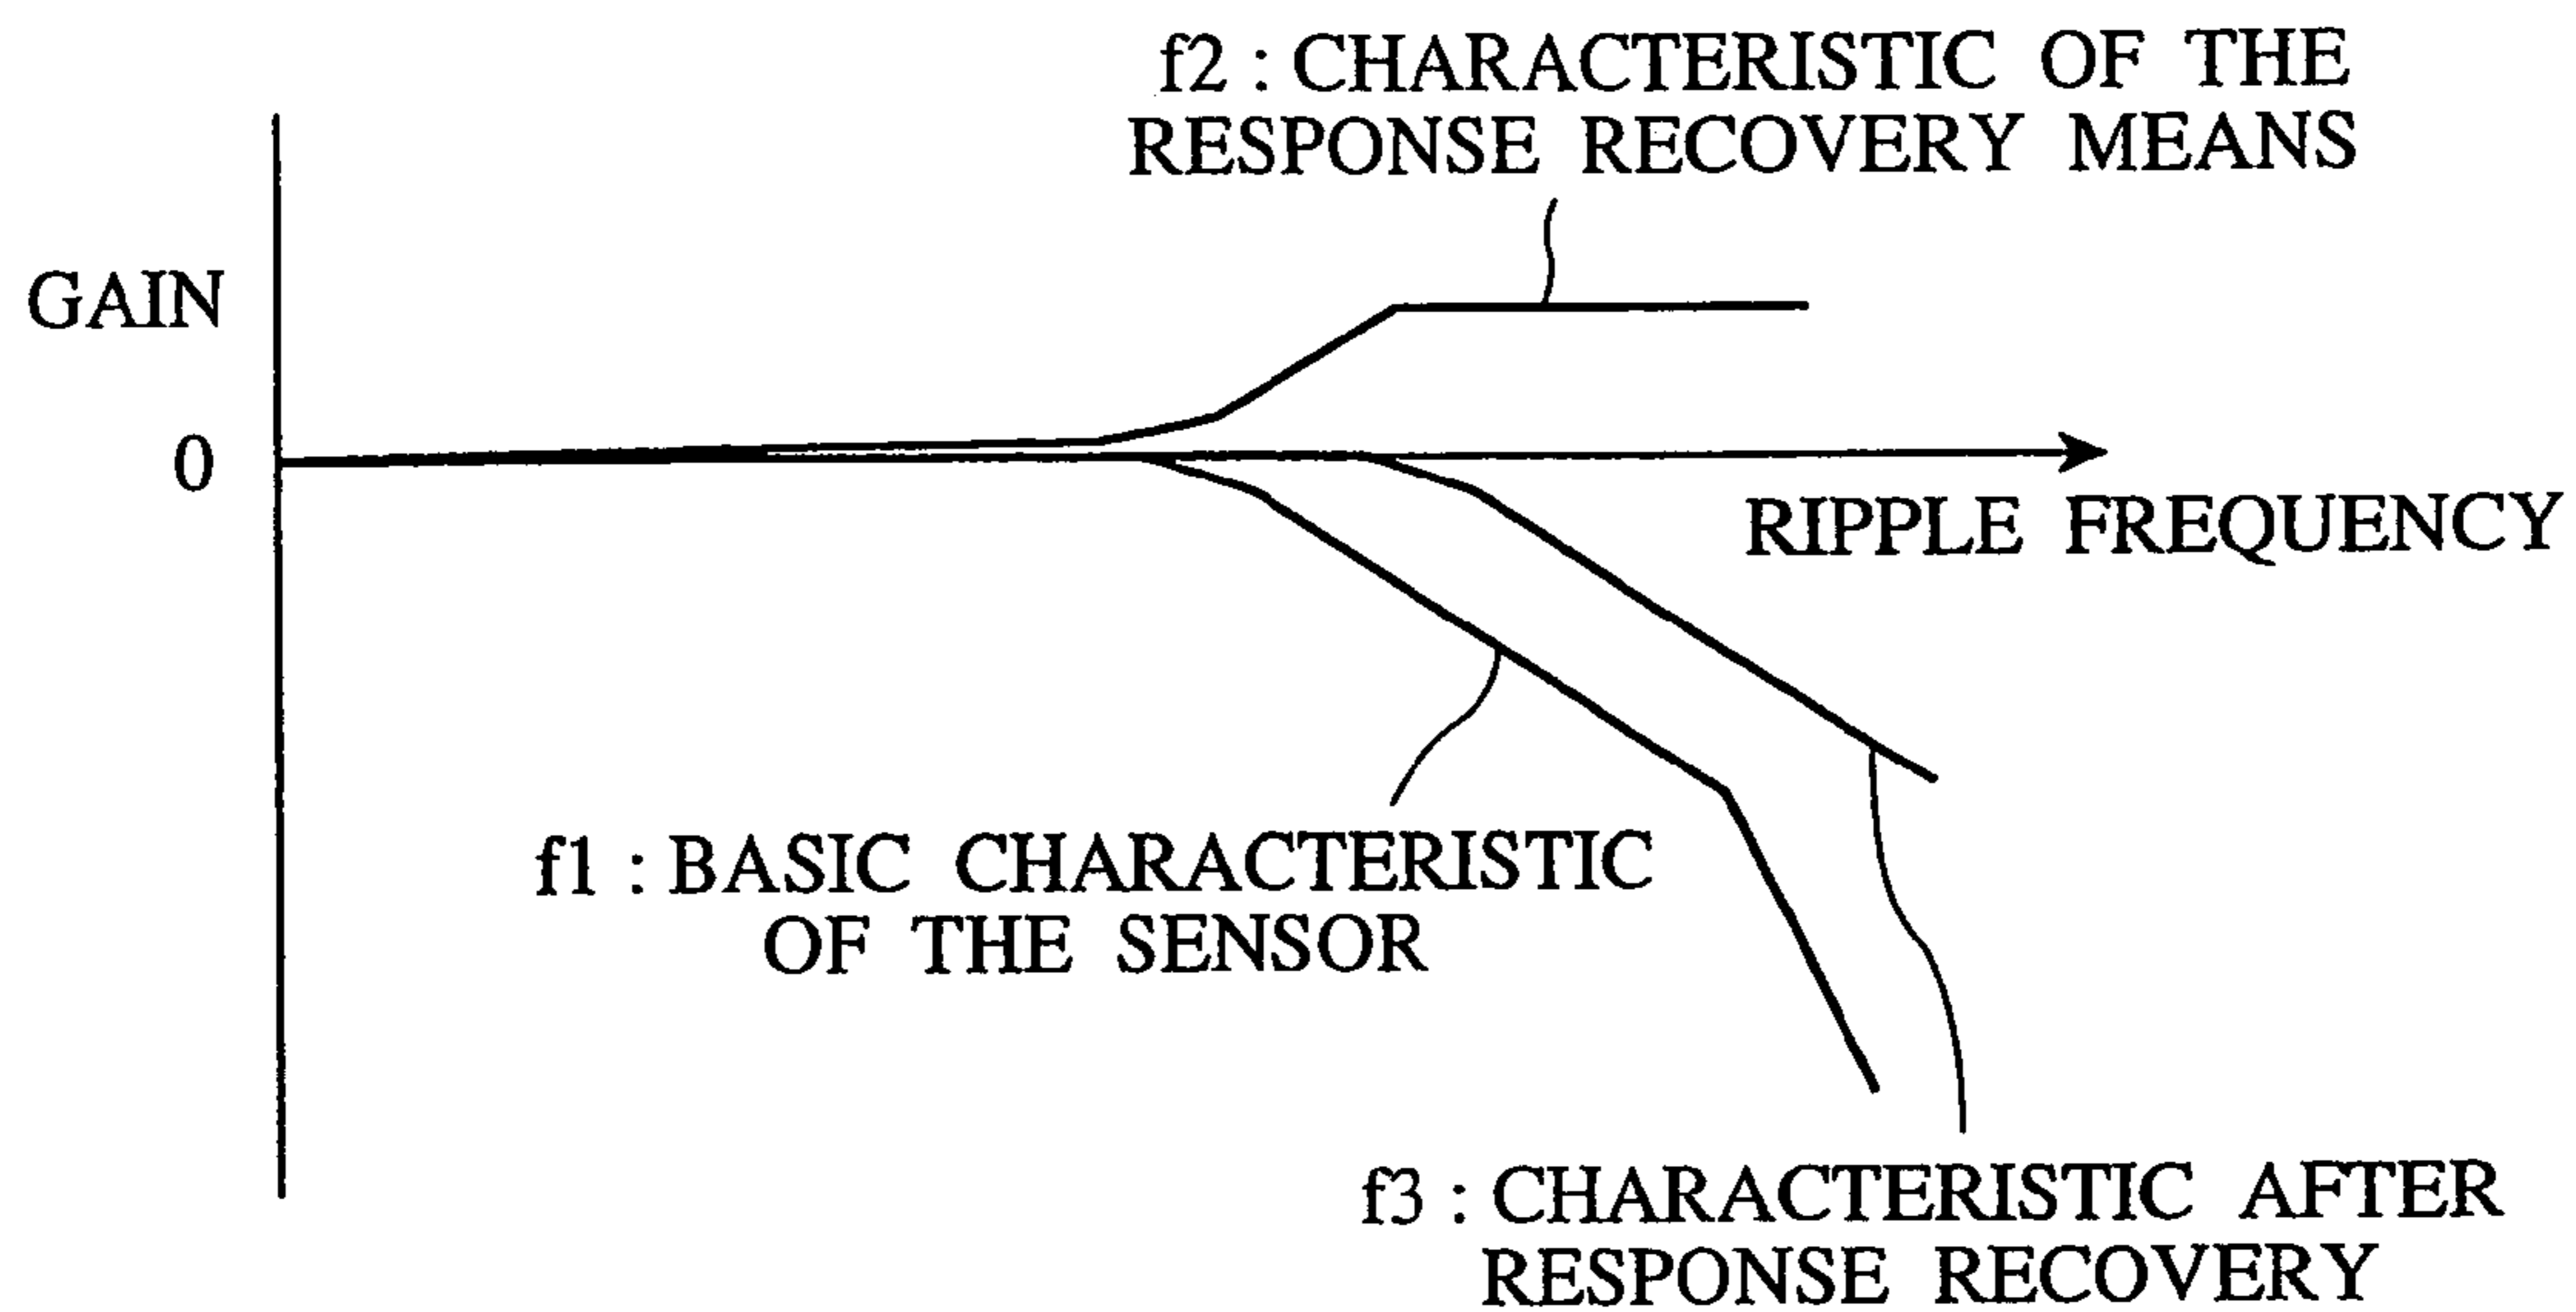 f2 : CHARACTERISTIC OF THE
RESPONSE RECOVERY MEANS
GAIN
0
RIPPLE FREQUENCY
f1 : BASIC CHARACTERISTIC
OF THE SENSOR
f3 : CHARACTERISTIC AFTER
RESPONSE RECOVERY